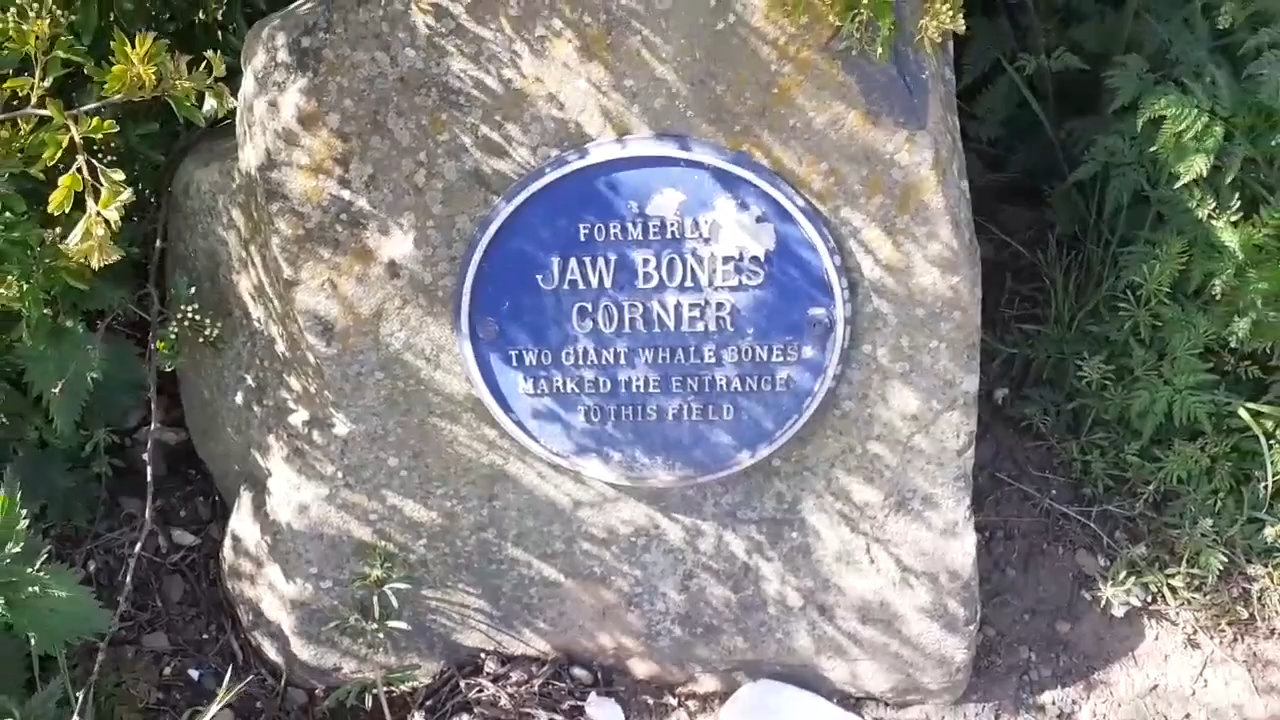 FORMERLY
JAW BONES
CORNER
TWO GIANT WHALE BONES
MARKED THE ENTRANCE
TO THIS FIELD